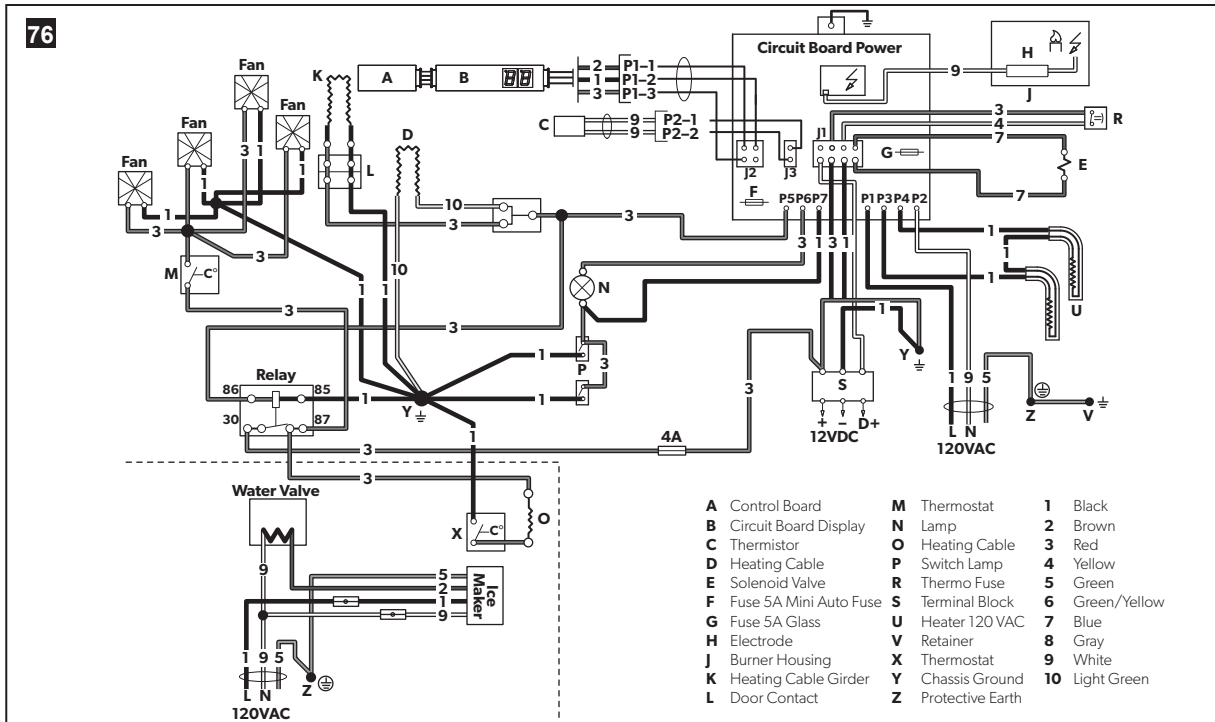 76
Circuit Board Power
Fan
Fan
Fan
Fan
K
A
B
2
1
3
P1–1
P1–2
P1–3
C
9
9
P2–1
P2–2
J2
J3
J1
G
F
P5 P6 P7
P1 P3 P4 P2
H
J
9
3
4
7
7
R
E
D
L
10
3
3
1
1
3
1
1
3
3
M
C°
10
3
3
1
3
1
3
1
1
1
1
N
U
3
3
1
1
P
1
3
1
Y
S
+ – D+
12VDC
3
1
9
5
L N
120VAC
Z
V
Relay
86
85
30
87
1
Y
1
3
4A
3
X
C°
O
Water Valve
9
5
2
1
9
Ice
Maker
1
9
5
L N
120VAC
Z
A Control Board
B Circuit Board Display
C Thermistor
D Heating Cable
E Solenoid Valve
F Fuse 5A Mini Auto Fuse
G Fuse 5A Glass
H Electrode
J Burner Housing
K Heating Cable Girder
L Door Contact
M Thermostat
N Lamp
O Heating Cable
P Switch Lamp
R Thermo Fuse
S Terminal Block
U Heater 120 VAC
V Retainer
X Thermostat
Y Chassis Ground
Z Protective Earth
1 Black
2 Brown
3 Red
4 Yellow
5 Green
6 Green/Yellow
7 Blue
8 Gray
9 White
10 Light Green